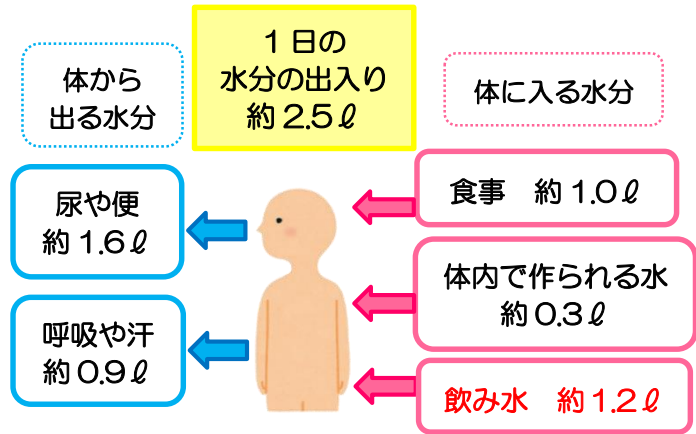 1日の
水分の出入り
約2.5ℓ
体から
出る水分
体に入る水分
尿や便
約1.6ℓ
呼吸や汗
約0.9ℓ
食事　約1.0ℓ
体内で作られる水
約0.3ℓ
飲み水　約1.2ℓ